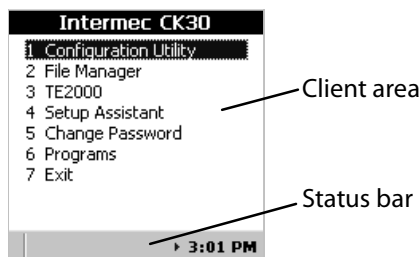 Intermec CK30
1 Configuration Utility
2 File Manager
3 TE2000
4 Setup Assistant
5 Change Password
6 Programs
7 Exit
Client area
Status bar
3:01 PM